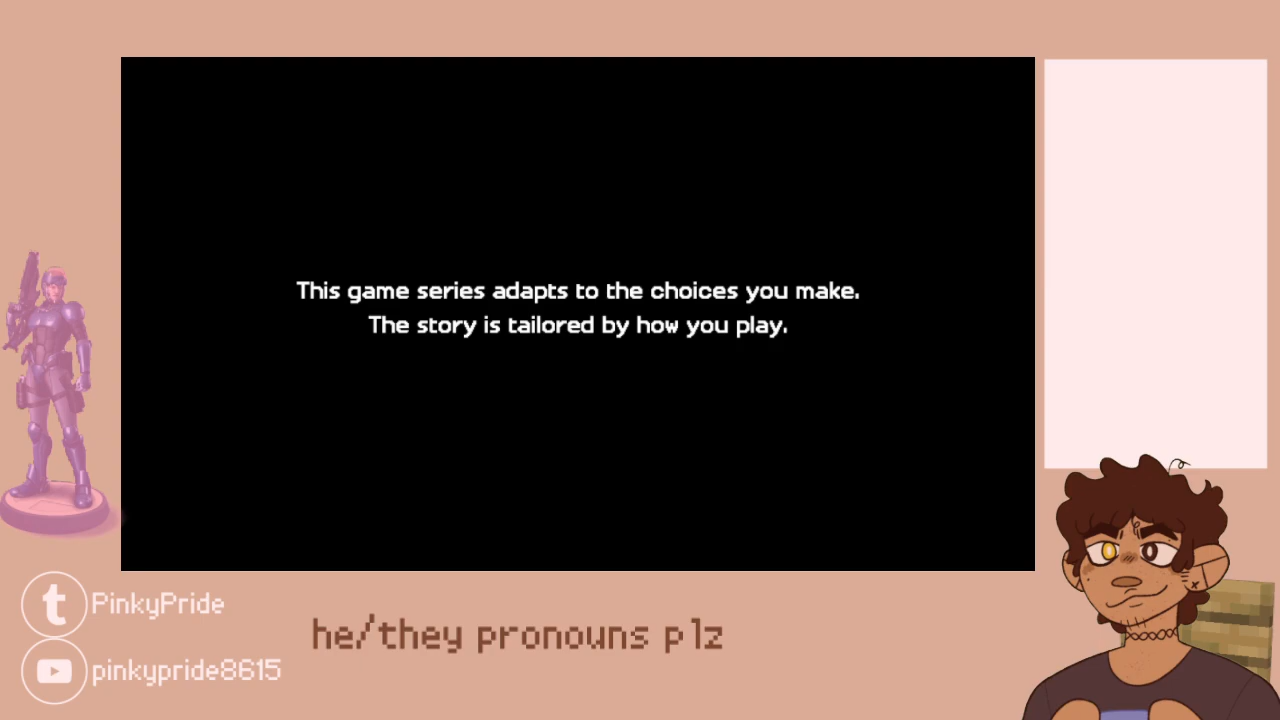 This game series adapts to the choices you make.
The story is tailored by how you play.
t PinkyPride
he/they pronouns plz
pinkypride8615